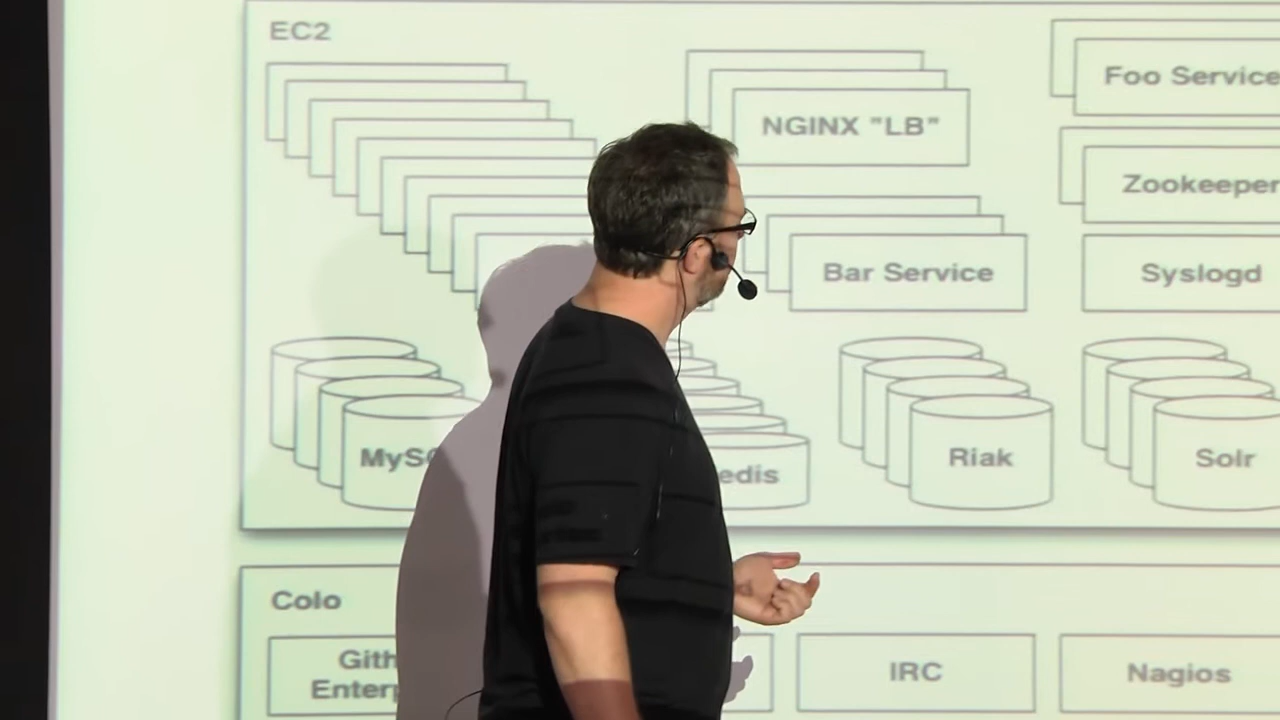 EC2
Foo Service
NGINX "LB"
Zookeeper
Bar Service
Syslogd
Riak
Solr
Colo
IRC
Nagios